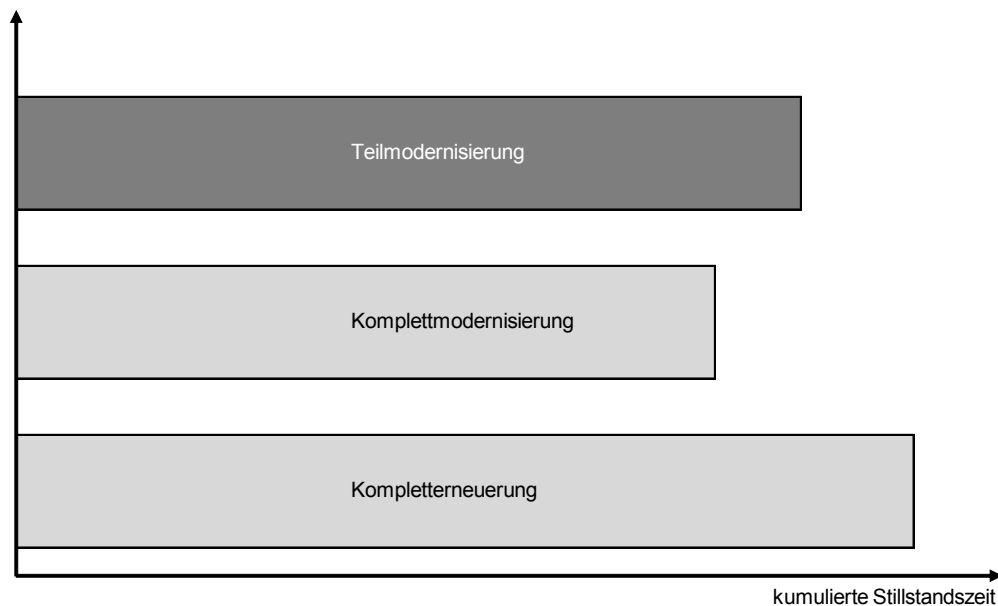 Teilmodernisierung
Komplettmodernisierung
Kompletterneuerung
kumulierte Stillstandszeit